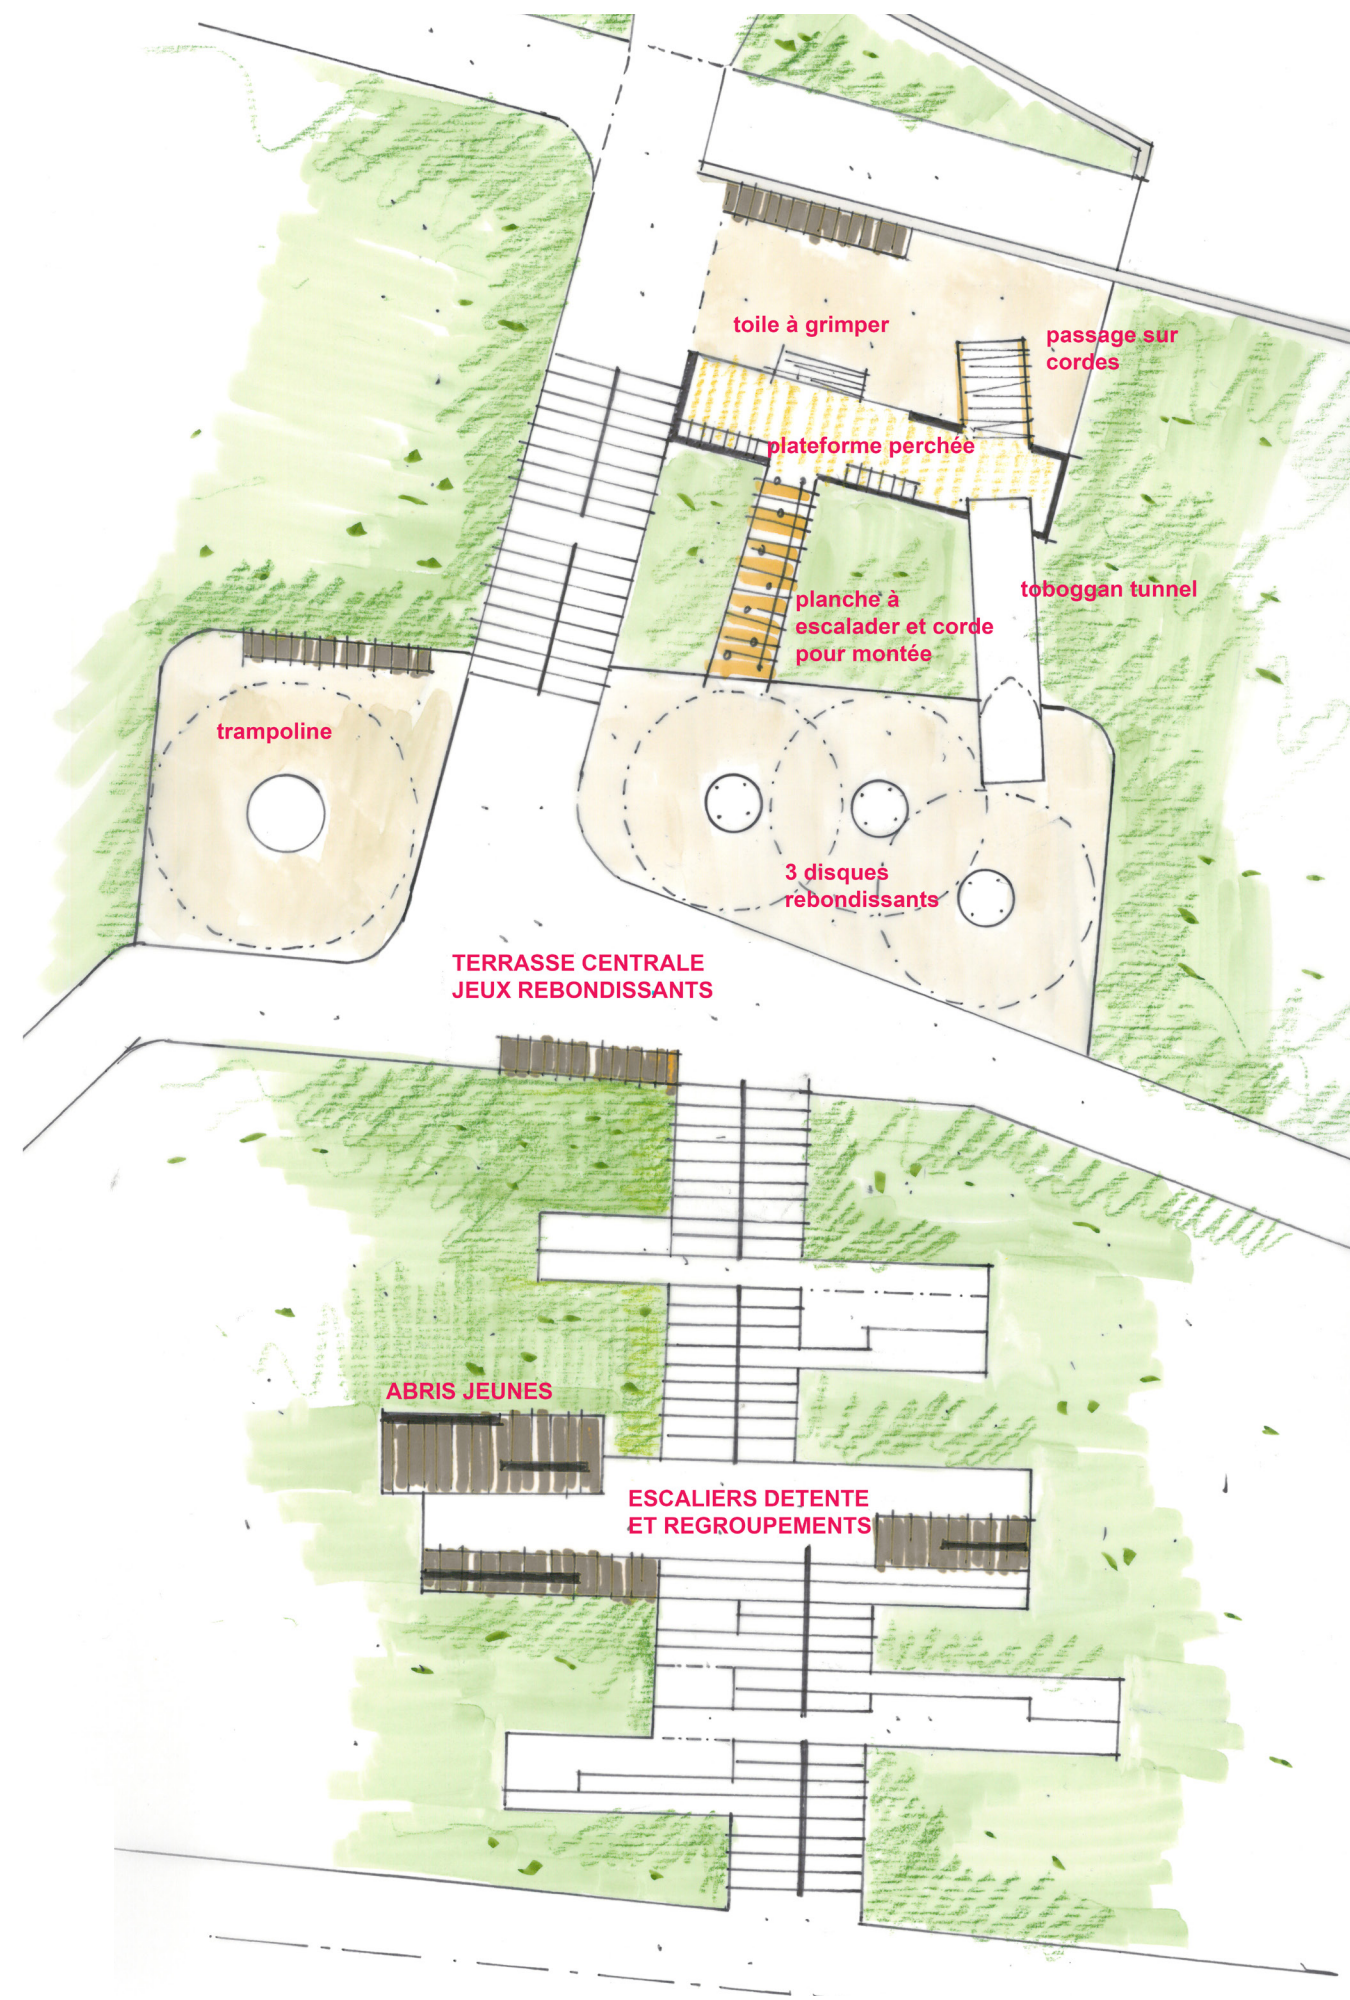 toile à grimper
passage sur
cordes
plateforme perchée
planche à
escalader et corde
pour montée
toboggan tunnel
trampoline
3 disques
rebondissants
TERRASSE CENTRALE
JEUX REBONDISSANTS
ABRIS JEUNES
ESCALIERS DETENTE
ET REGROUPEMENTS